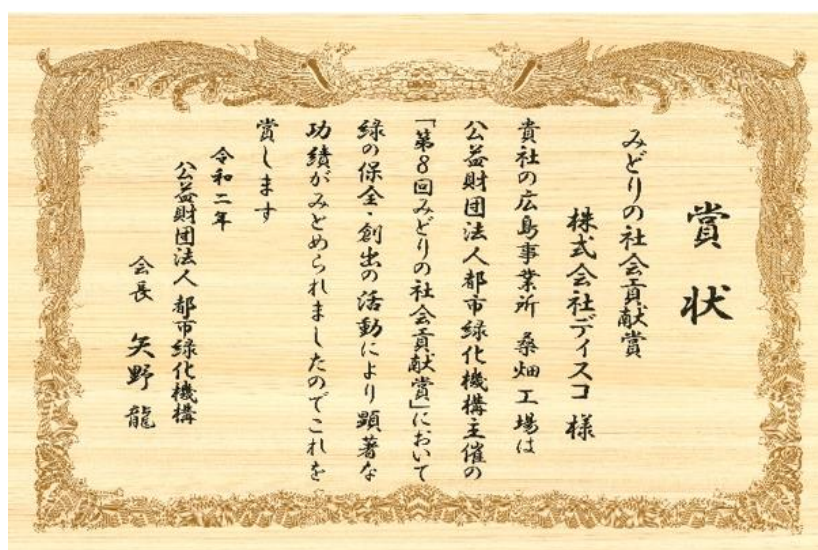 賞状
みどりの社会貢献賞
株式会社ディスコ 様
貴社の広島事業所 桑畑工場は
公益財団法人都市緑化機構主催の
「第8回みどりの社会貢献賞」において
緑の保全・創出の活動により顕著な
功績がみとめられましたのでこれを
賞します
令和二年
公益財団法人都市緑化機構
会長 矢野龍